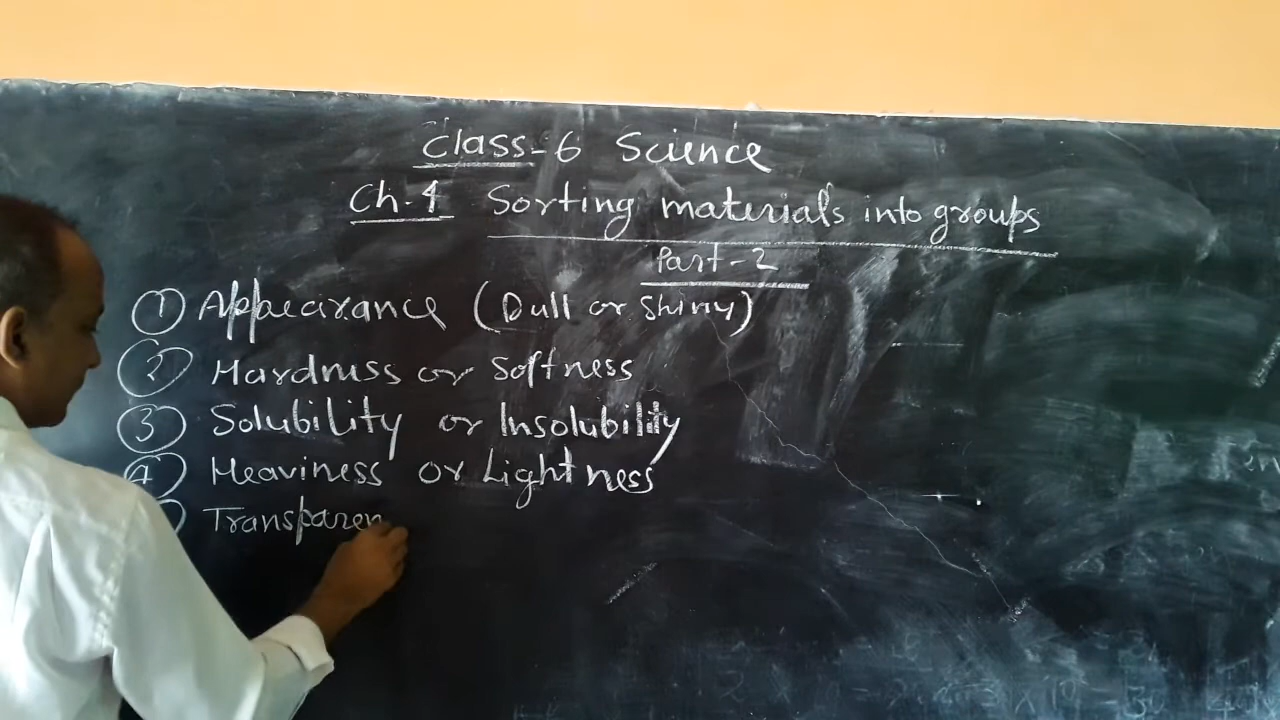 Class-6 Science
Ch-4 Sorting materials into groups
Part-2
① Appearance (Dull or Shiny)
② Hardness or Softness
③ Solubility or Insolubility
④ Heaviness or Lightness
Transparen